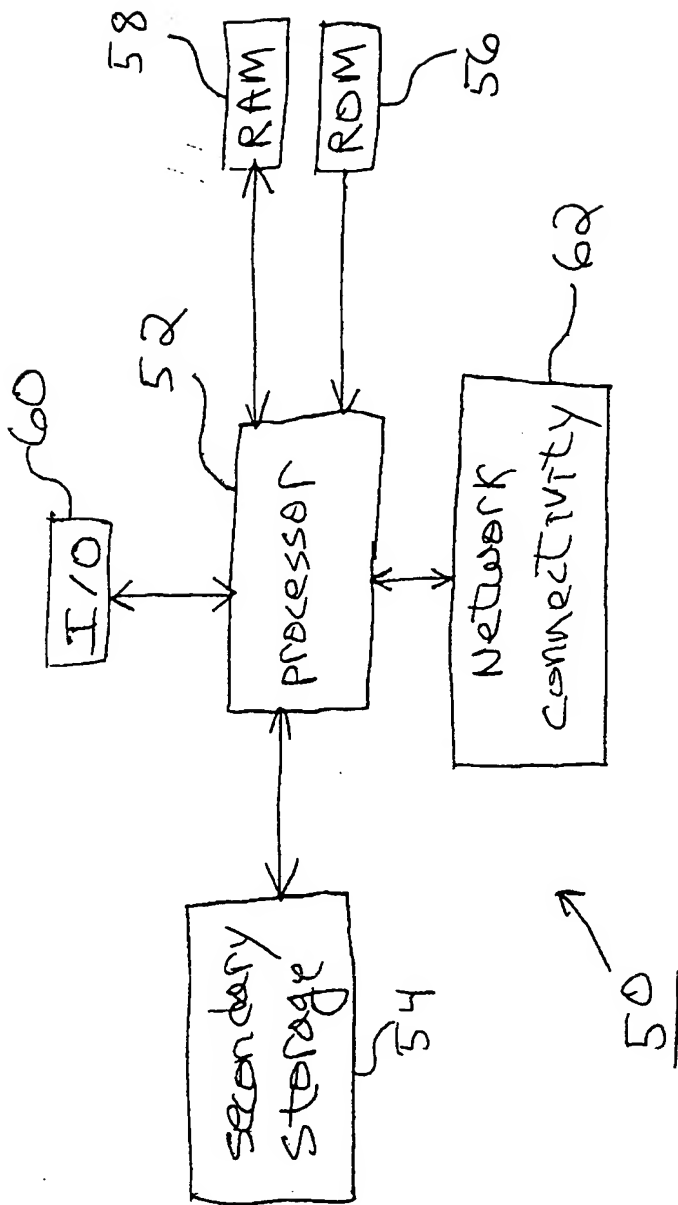 60
I/O
58
RAM
52
processor
ROM
56
secondary
storage
54
Network
connectivity
62
50